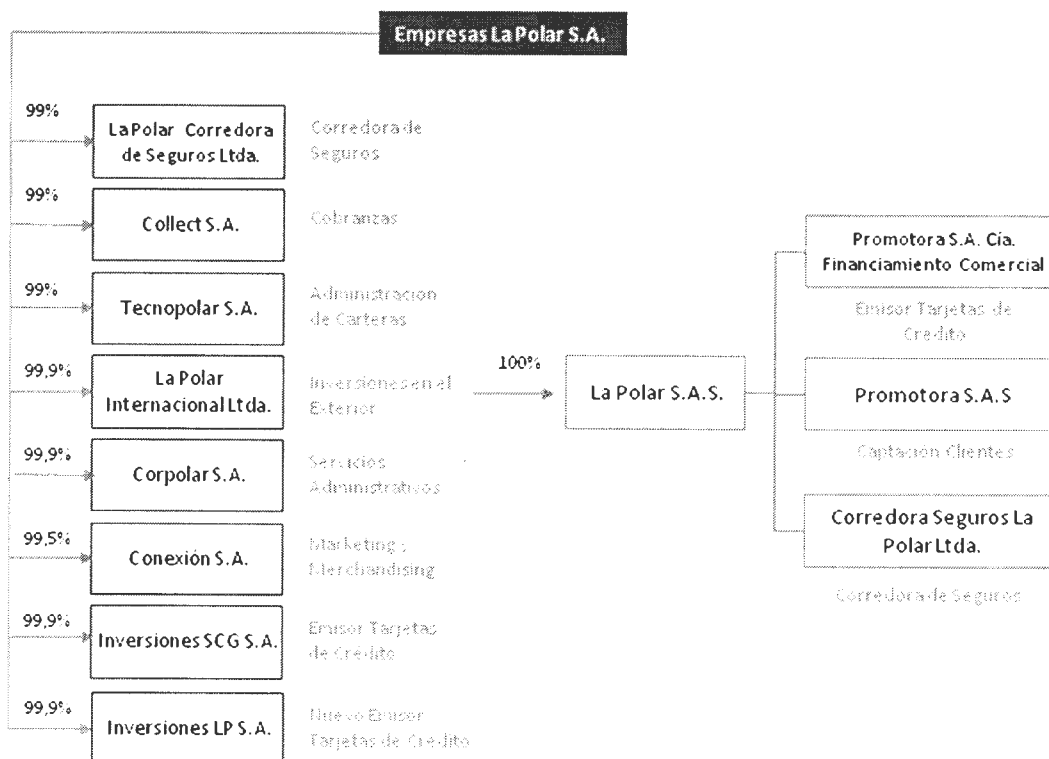 Empresas La Polar S.A.
99%
La Polar Corredora
de Seguros Ltda.
Corredora de
Seguros
99%
Collect S.A.
Cobranzas
99%
Tecnopolar S.A.
Administración
de Carteras
99,9%
La Polar
Internacional Ltda.
Inversiones en el
Exterior
100%
La Polar S.A.S.
Promotora S.A. Cía.
Financiamiento Comercial
Emisor Tarjetas de
Credito
Promotora S.A.S
Captación Clientes
Corredora Seguros La
Polar Ltda.
Corredora de Seguros
99,9%
Corpolar S.A.
Servicios
Administrativos
99,5%
Conexión S.A.
Marketing y
Merchandising
99,9%
Inversiones SCG S.A.
Emisor Tarjetas
de Crédito
99,9%
Inversiones LP S.A.
Nuevo Emisor
Tarjetas de Crédito